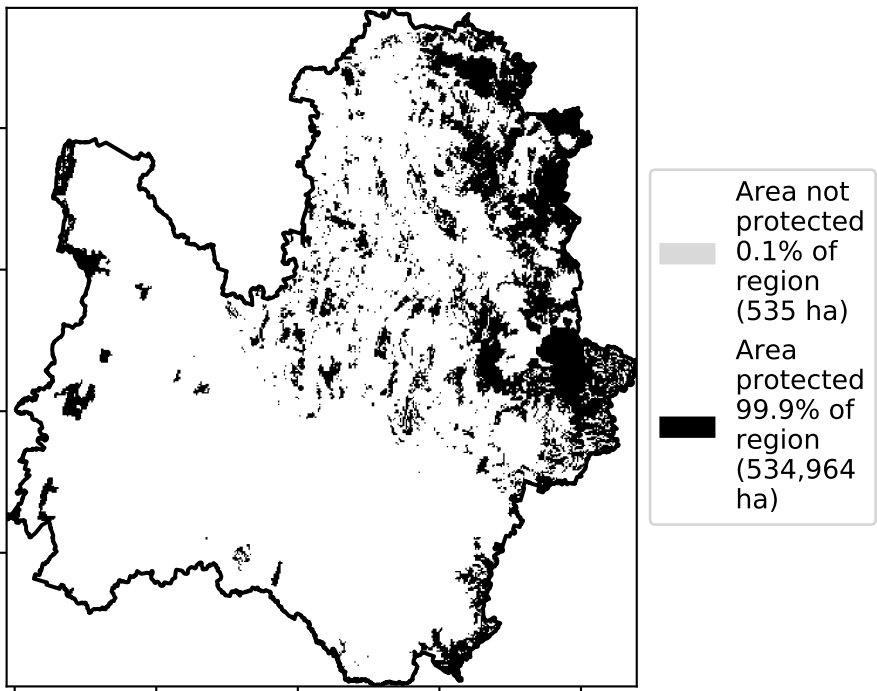 Area not
protected
0.1% of
region
(535 ha)
Area
protected
99.9% of
region
(534,964
ha)